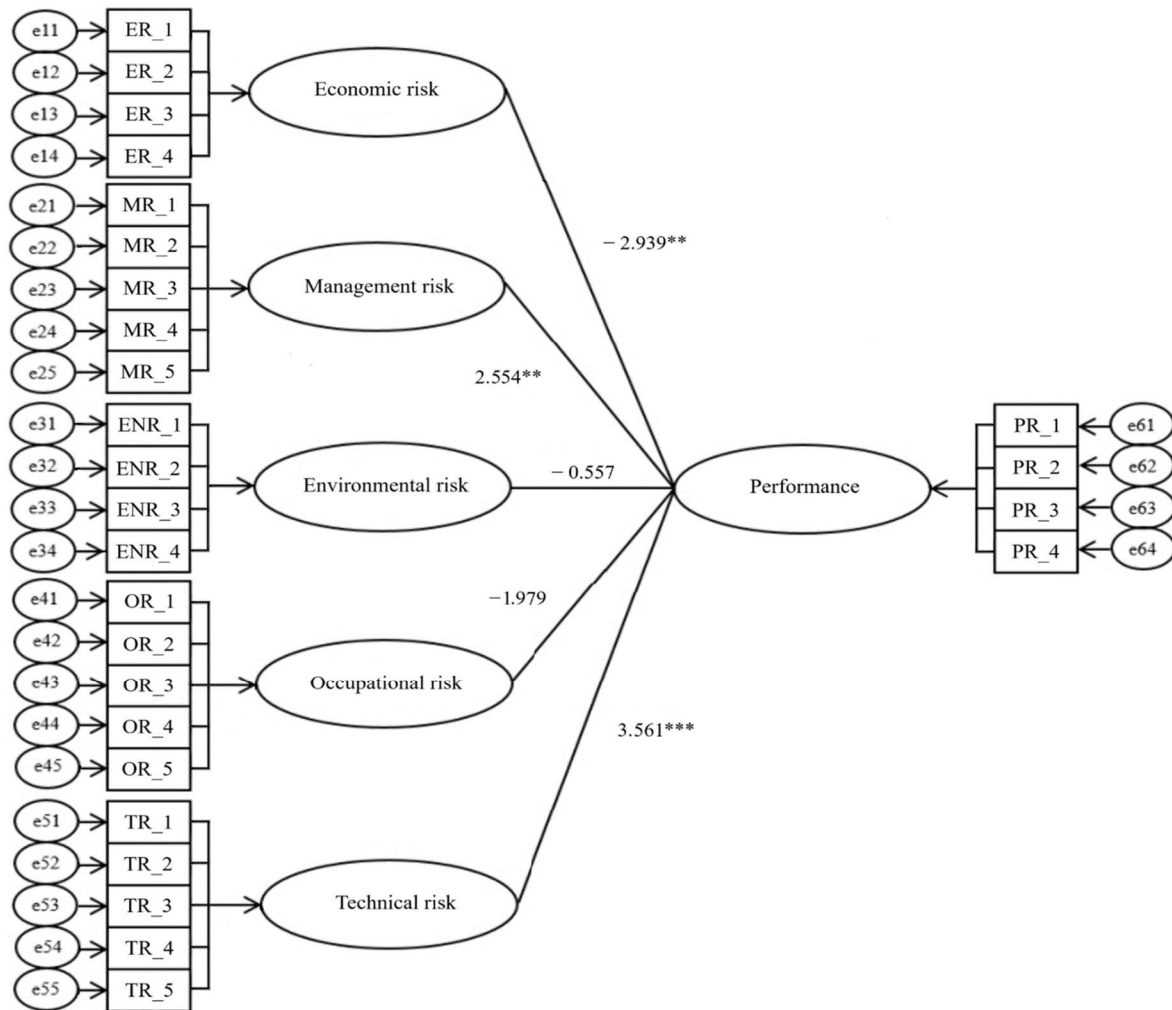 e11 ER_1
e12 ER_2
e13 ER_3
e14 ER_4
Economic risk
e21 MR_1
e22 MR_2
e23 MR_3
e24 MR_4
e25 MR_5
Management risk
e31 ENR_1
e32 ENR_2
e33 ENR_3
e34 ENR_4
Environmental risk
e41 OR_1
e42 OR_2
e43 OR_3
e44 OR_4
e45 OR_5
Occupational risk
e51 TR_1
e52 TR_2
e53 TR_3
e54 TR_4
e55 TR_5
Technical risk
−2.939**
2.554**
−0.557
−1.979
3.561***
Performance
PR_1 e61
PR_2 e62
PR_3 e63
PR_4 e64